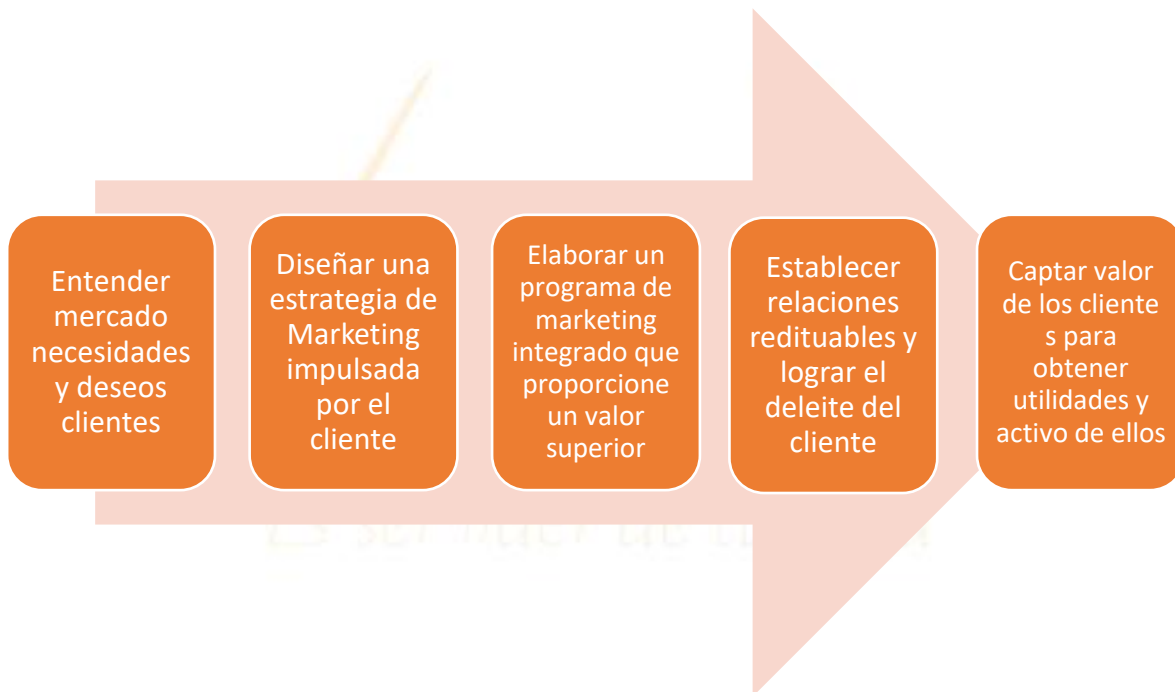 Entender
mercado
necesidades
y deseos
clientes
Diseñar una
estrategia de
Marketing
impulsada
por el
cliente
Elaborar un
programa de
marketing
integrado que
proporcione
un valor
superior
Establecer
relaciones
redituables y
lograr el
deleite del
cliente
Captar valor
de los cliente
s para
obtener
utilidades y
activo de ellos